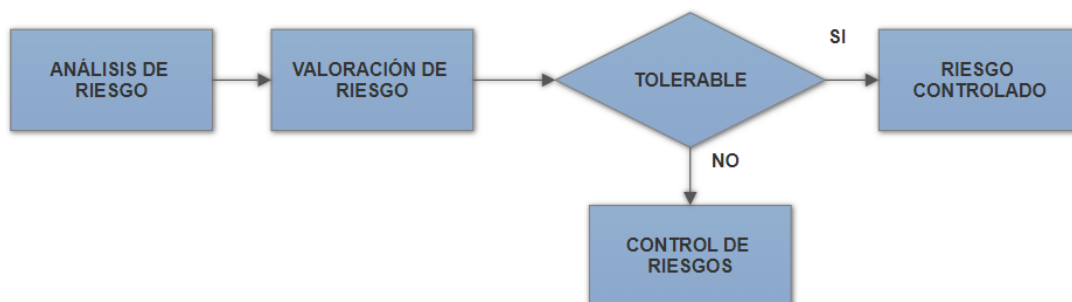 ANÁLISIS DE
RIESGO
VALORACIÓN DE
RIESGO
TOLERABLE
SI
RIESGO
CONTROLADO
NO
CONTROL DE
RIESGOS